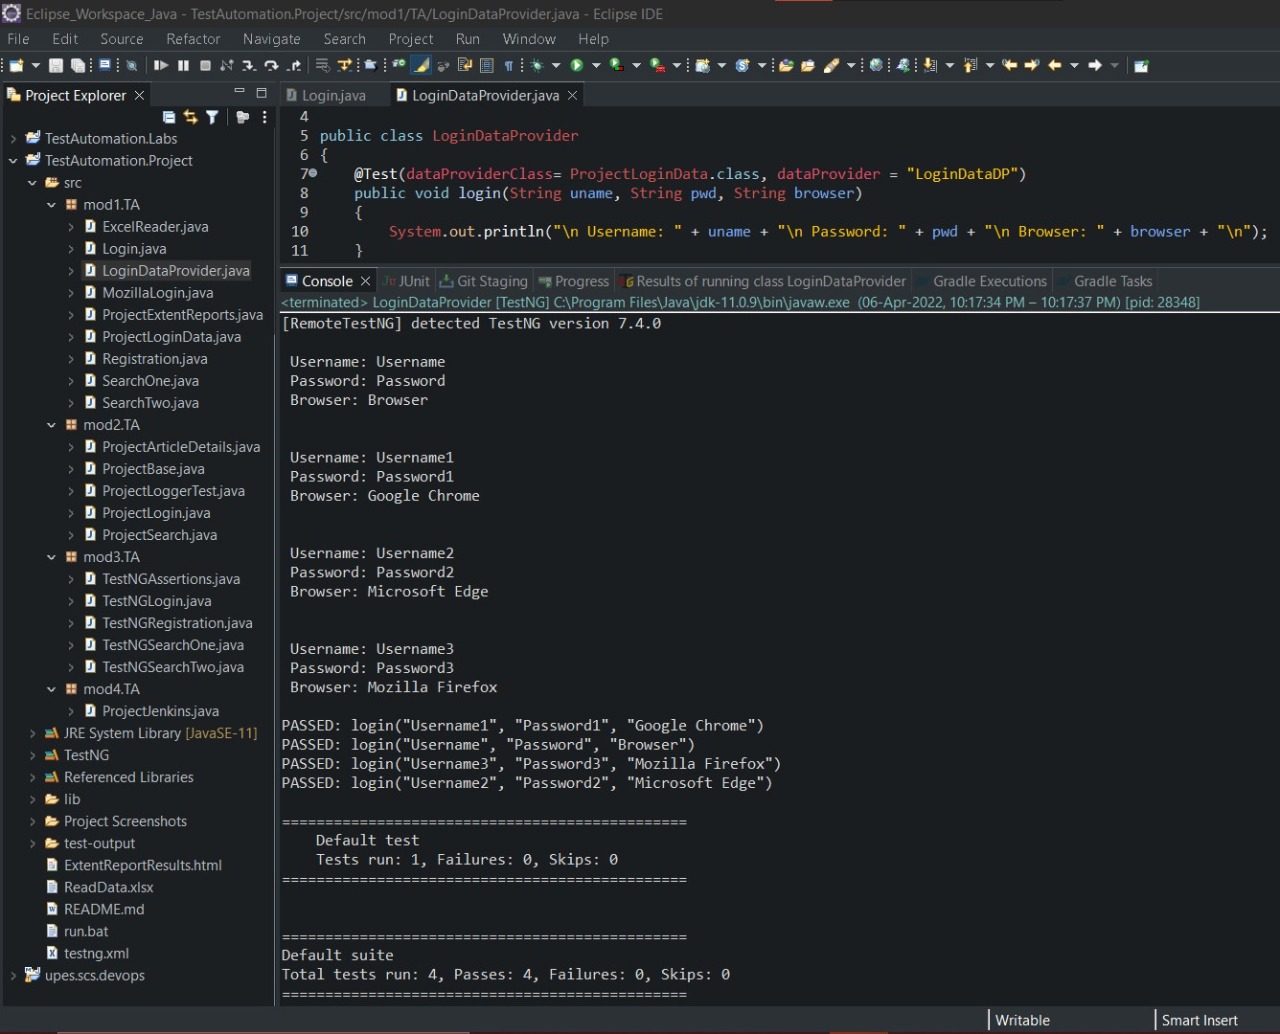 Eclipse_Workspace_Java - TestAutomation.Project/src/mod1/TA/LoginDataProvider.java - Eclipse IDE
File Edit Source Refactor Navigate Search Project Run Window Help
Project Explorer
TestAutomation.Labs
TestAutomation.Project
src
mod1.TA
ExcelReader.java
Login.java
LoginDataProvider.java
MozillaLogin.java
ProjectExtentReports.java
ProjectLoginData.java
Registration.java
SearchOne.java
SearchTwo.java
mod2.TA
ProjectArticleDetails.java
ProjectBase.java
ProjectLoggerTest.java
ProjectLogin.java
ProjectSearch.java
mod3.TA
TestNGAssertions.java
TestNGLogin.java
TestNGRegistration.java
TestNGSearchOne.java
TestNGSearchTwo.java
mod4.TA
ProjectJenkins.java
JRE System Library [JavaSE-11]
TestNG
Referenced Libraries
lib
Project Screenshots
test-output
ExtentReportResults.html
ReadData.xlsx
README.md
run.bat
testng.xml
upes.scs.devops
Login.java LoginDataProvider.java
4
5 public class LoginDataProvider
6 {
7 @Test(dataProviderClass= ProjectLoginData.class, dataProvider = "LoginDataDP")
8 public void login(String uname, String pwd, String browser)
9 {
10 System.out.println("\n Username: " + uname + "\n Password: " + pwd + "\n Browser: " + browser + "\n");
11 }
Console JUnit Git Staging Progress Results of running class LoginDataProvider Gradle Executions Gradle Tasks
<terminated> LoginDataProvider [TestNG] C:\Program Files\Java\jdk-11.0.9\bin\javaw.exe (06-Apr-2022, 10:17:34 PM – 10:17:37 PM) [pid: 28348]
[RemoteTestNG] detected TestNG version 7.4.0
Username: Username
Password: Password
Browser: Browser
Username: Username1
Password: Password1
Browser: Google Chrome
Username: Username2
Password: Password2
Browser: Microsoft Edge
Username: Username3
Password: Password3
Browser: Mozilla Firefox
PASSED: login("Username1", "Password1", "Google Chrome")
PASSED: login("Username", "Password", "Browser")
PASSED: login("Username3", "Password3", "Mozilla Firefox")
PASSED: login("Username2", "Password2", "Microsoft Edge")
===============================================
Default test
Tests run: 1, Failures: 0, Skips: 0
===============================================
===============================================
Default suite
Total tests run: 4, Passes: 4, Failures: 0, Skips: 0
===============================================
Writable Smart Insert